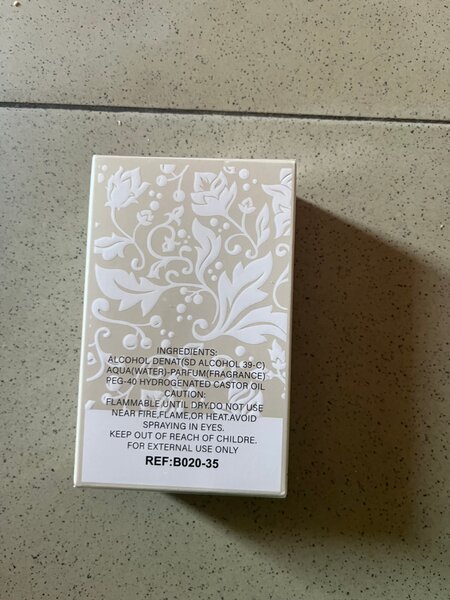 INGREDIENTS:
ALCOHOL DENAT(SD ALCOHOL 39-C)
AQUA(WATER)-PARFUM(FRAGRANCE)
PEG-40 HYDROGENATED CASTOR OIL
CAUTION:
FLAMMABLE.UNTIL DRY.DO NOT USE
NEAR FIRE,FLAME,OR HEAT.AVOID
SPRAYING IN EYES.
KEEP OUT OF REACH OF CHILDRE.
FOR EXTERNAL USE ONLY
REF:B020-35